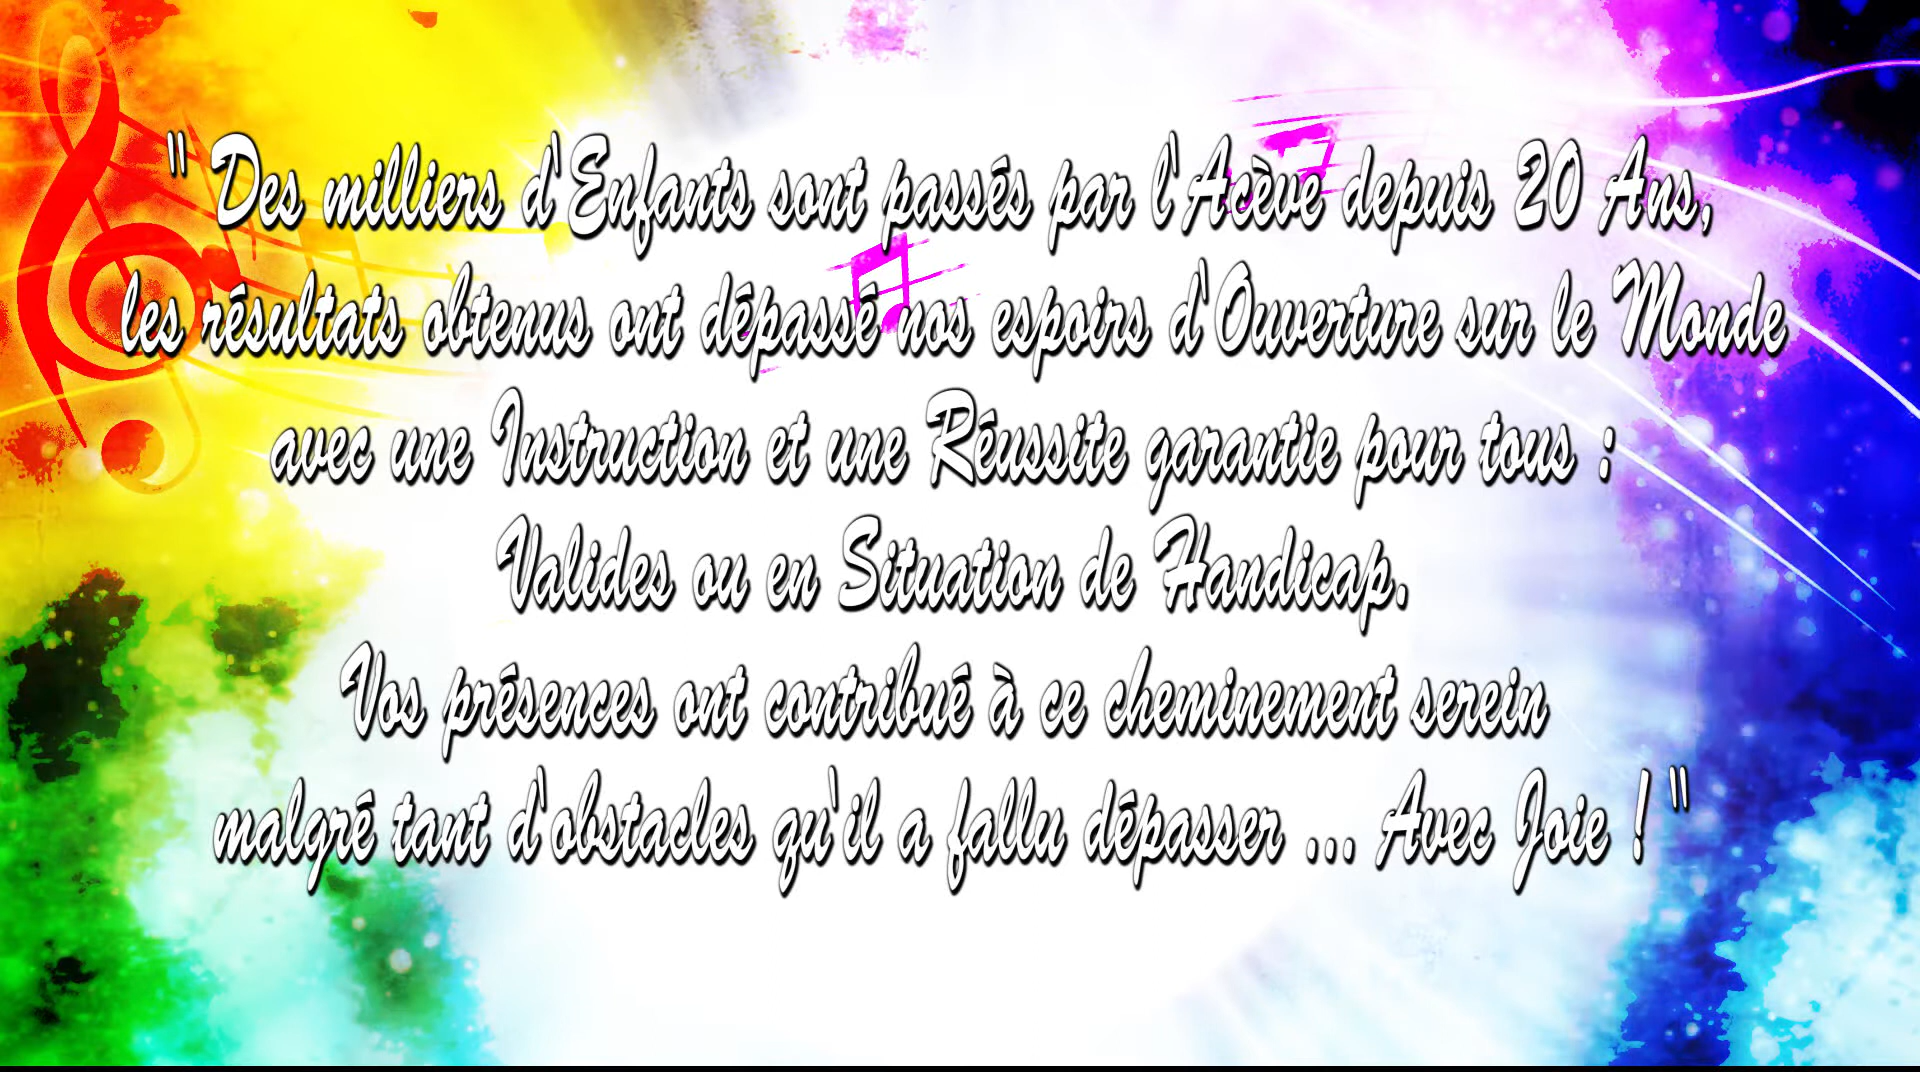 " Des milliers d'Enfants sont passés par l'Acève depuis 20 Ans,
les résultats obtenus ont dépassé nos espoirs d'Ouverture sur le Monde
avec une Instruction et une Réussite garantie pour tous :
Valides ou en Situation de Handicap.
Vos présences ont contribué à ce cheminement serein
malgré tant d'obstacles qu'il a fallu dépasser ... Avec Joie ! "